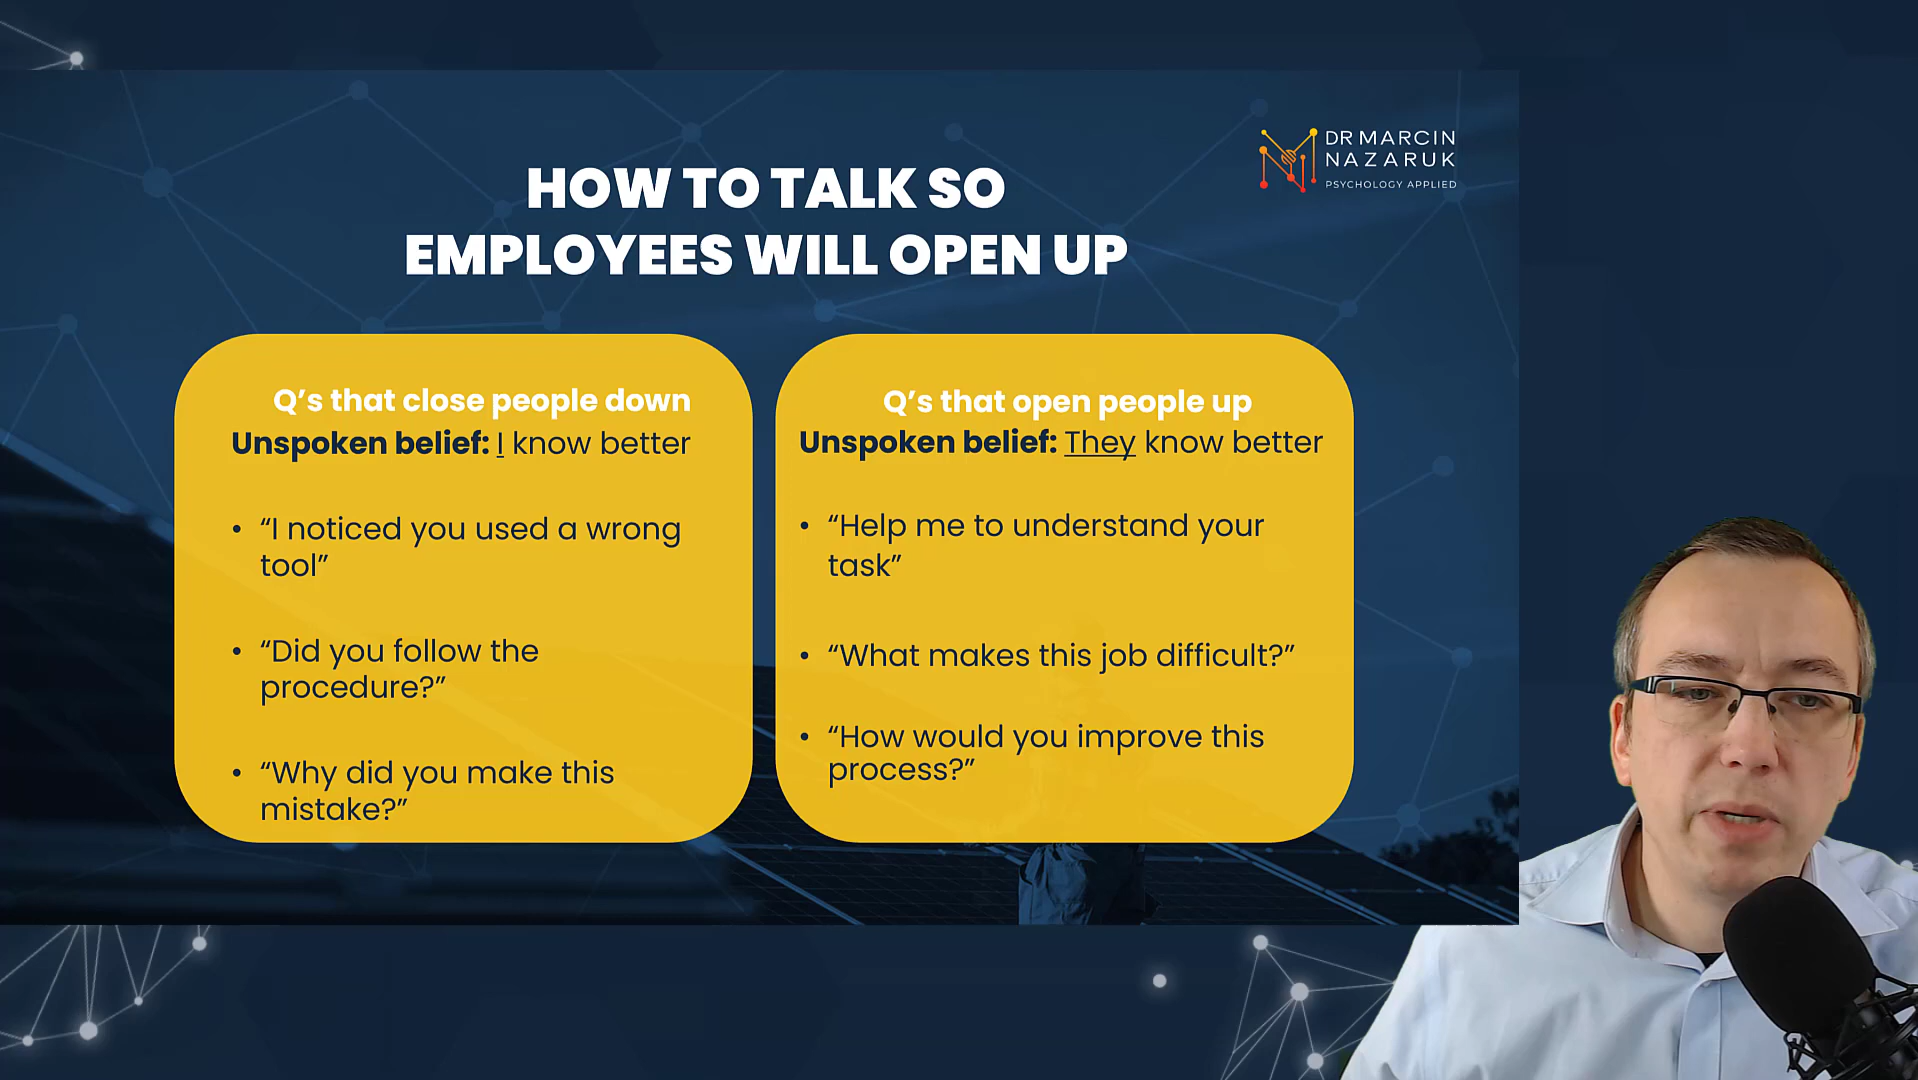 DR MARCIN
NAZARUK
PSYCHOLOGY APPLIED
HOW TO TALK SO
EMPLOYEES WILL OPEN UP
Q’s that close people down
Unspoken belief: I know better
• “I noticed you used a wrong
tool”
• “Did you follow the
procedure?”
• “Why did you make this
mistake?”
Q’s that open people up
Unspoken belief: They know better
• “Help me to understand your
task”
• “What makes this job difficult?”
• “How would you improve this
process?”